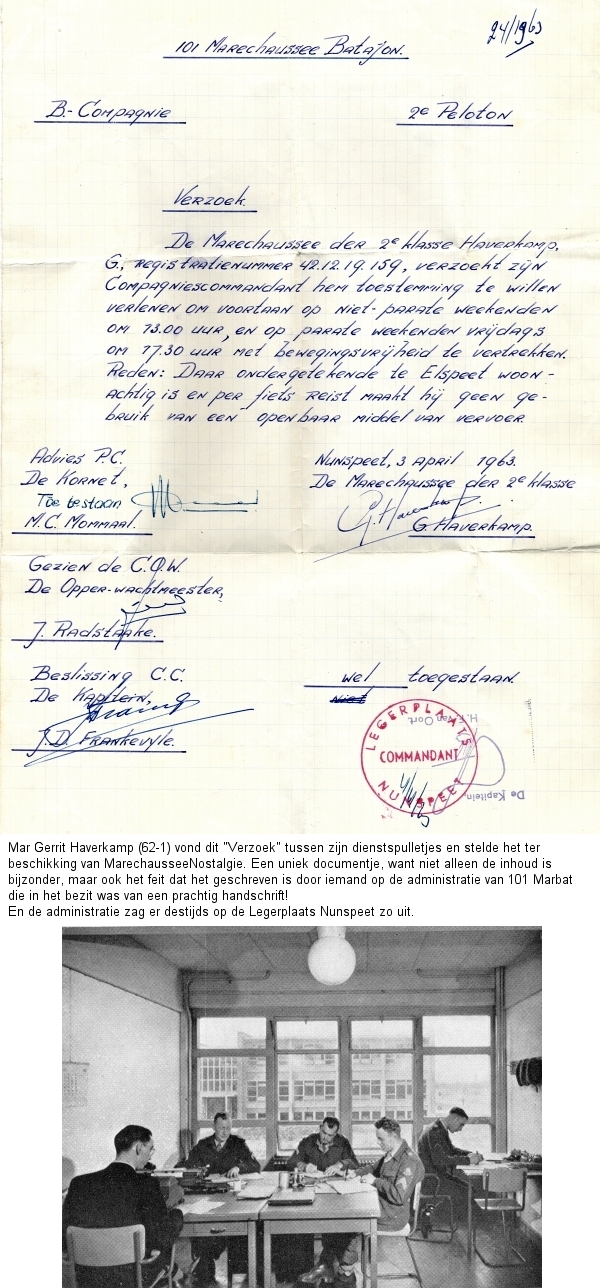 24/1963
101 Marechaussee Bataljon.
B.-Compagnie 2e Peloton
Verzoek.
De Marechaussee der 2e klasse Haverkamp,
G., registratienummer 42.12.19.159, verzoekt zijn
Compagniescommandant hem toestemming te willen
verlenen om voortaan op niet-parate weekenden
om 13.00 uur, en op parate weekenden vrijdags
om 17.30 uur met bewegingsvrijheid te vertrekken.
Reden: Daar ondergetekende te Elspeet woon-
achtig is en per fiets reist maakt hij geen ge-
bruik van een openbaar middel van vervoer.
Advies P.C. Nunspeet, 3 april 1963.
De Kornet, De Marechaussee der 2e klasse
Toe te staan G. Haverkamp
M.C. Mommaal. G. Haverkamp.
Gezien de C.O.W.
De Opper-wachtmeester,
J. Radstaake.
Beslissing C.C. wel toegestaan.
De Kapitein, Niet
J.D. Frankevyle.
LEGERPLAATS
COMMANDANT
NUNSPEET
H. F. van Oort.
De Kapitein,
Mar Gerrit Haverkamp (62-1) vond dit "Verzoek" tussen zijn dienstspulletjes en stelde het ter
beschikking van MarechausseeNostalgie. Een uniek documentje, want niet alleen de inhoud is
bijzonder, maar ook het feit dat het geschreven is door iemand op de administratie van 101 Marbat
die in het bezit was van een prachtig handschrift!
En de administratie zag er destijds op de Legerplaats Nunspeet zo uit.